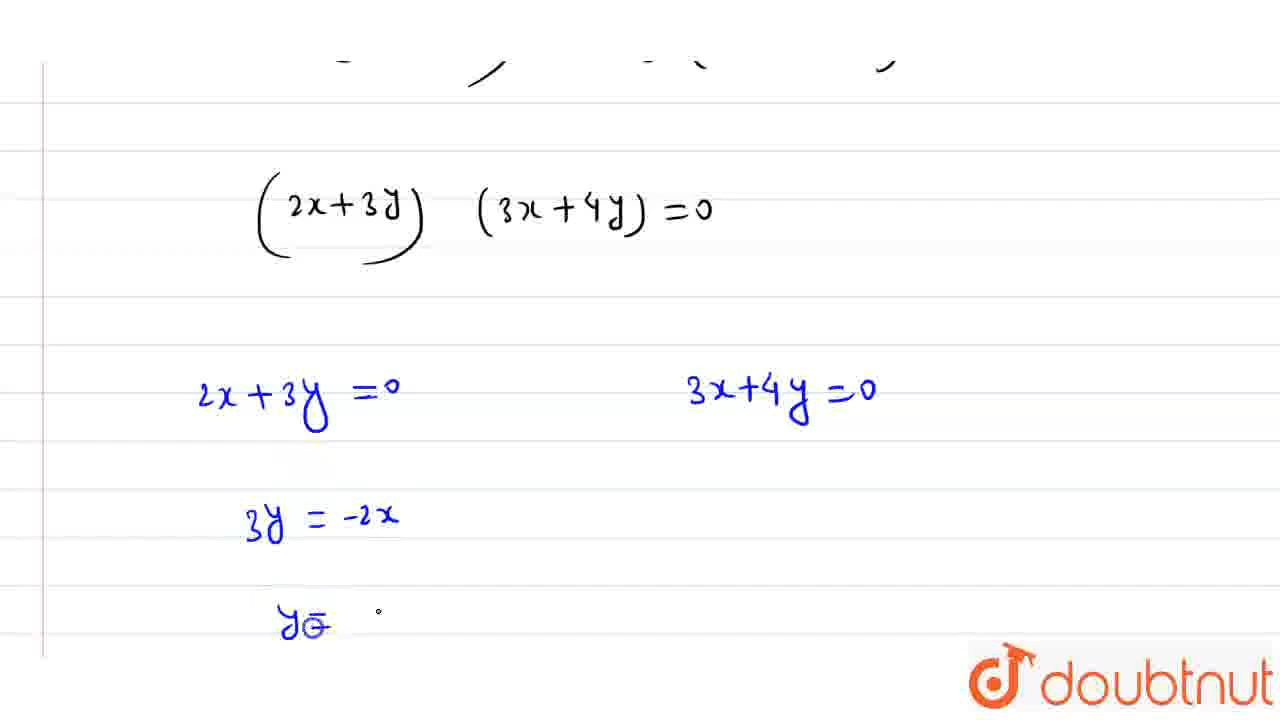 (2x+3y) (3x+4y)=0
2x+3y=0 3x+4y=0
3y=-2x
y=
doubtnut